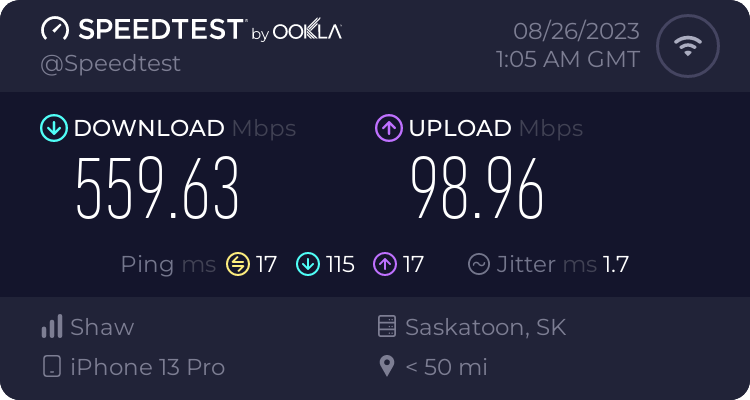 SPEEDTEST by OOKLA
@Speedtest
08/26/2023
1:05 AM GMT
DOWNLOAD Mbps
559.63
UPLOAD Mbps
98.96
Ping ms 17 115 17 Jitter ms 1.7
Shaw
Saskatoon, SK
iPhone 13 Pro
< 50 mi